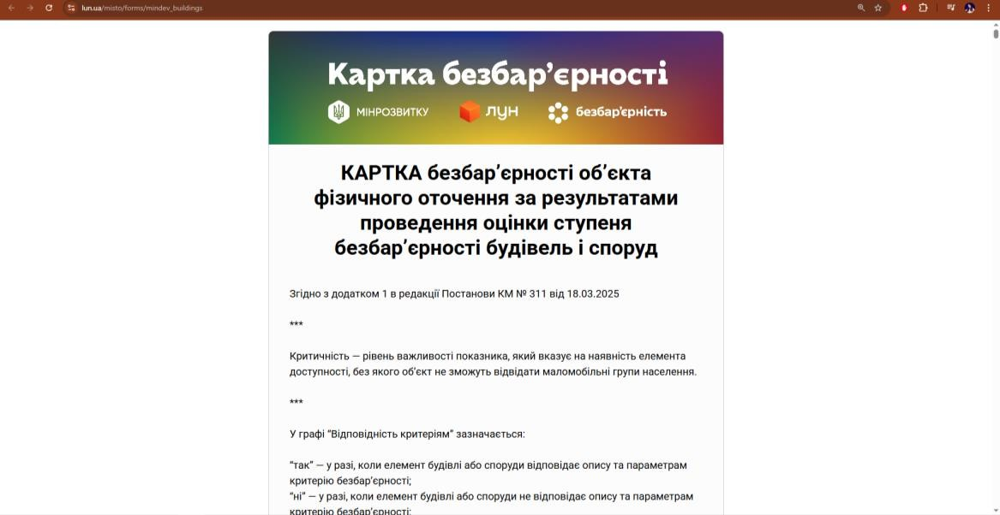 lun.ua/misto/forms/mindev_buildings
Картка безбар’єрності
МІНРОЗВИТКУ
ЛУН
безбар’єрність
КАРТКА безбар’єрності об’єкта
фізичного оточення за результатами
проведення оцінки ступеня
безбар’єрності будівель і споруд
Згідно з додатком 1 в редакції Постанови КМ № 311 від 18.03.2025
***
Критичність — рівень важливості показника, який вказує на наявність елемента
доступності, без якого об’єкт не зможуть відвідати маломобільні групи населення.
***
У графі “Відповідність критеріям” зазначається:
“так” — у разі, коли елемент будівлі або споруди відповідає опису та параметрам
критерію безбар’єрності;
“ні” — у разі, коли елемент будівлі або споруди не відповідає опису та параметрам
критерію безбар’єрності;